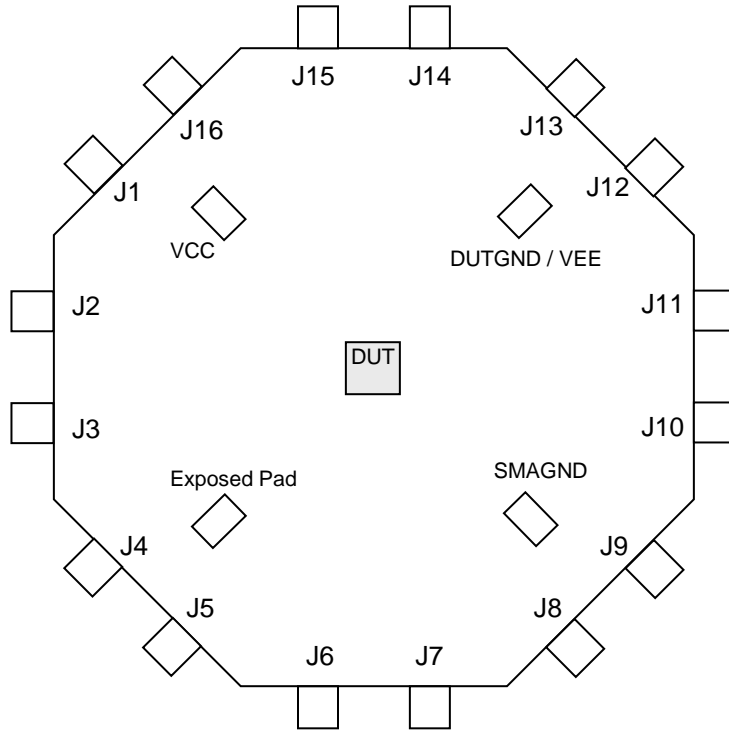 J15
J14
J16
J13
J1
J12
VCC
DUTGND / VEE
J2
J11
DUT
J3
J10
Exposed Pad
SMAGND
J4
J9
J5
J8
J6
J7